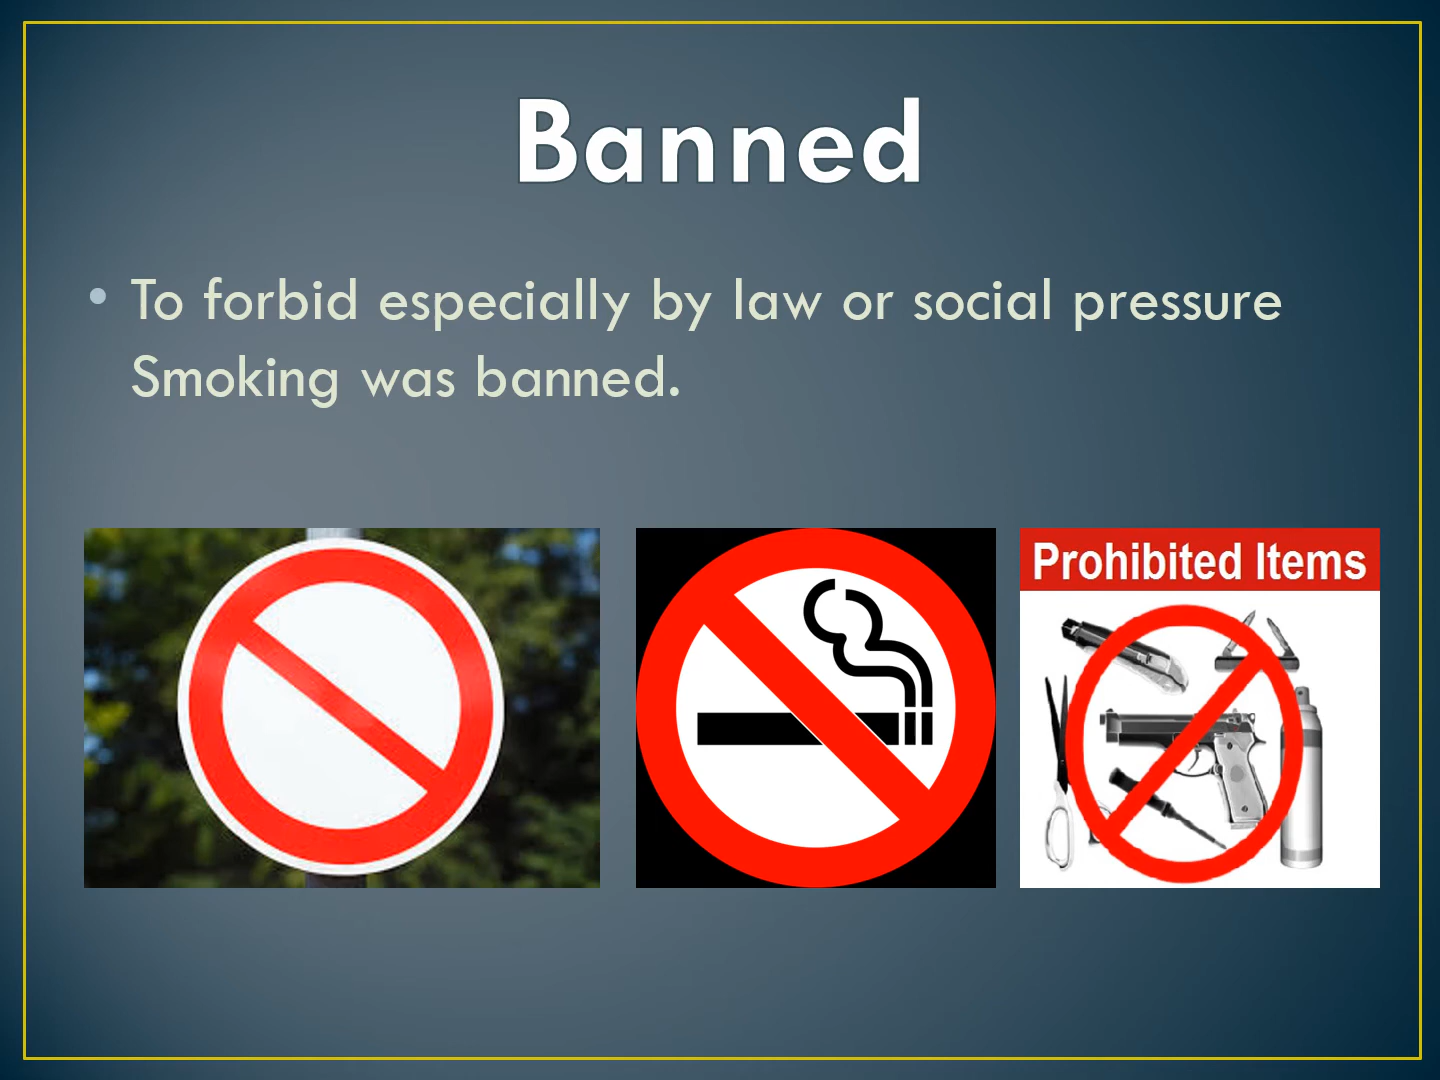 Banned
• To forbid especially by law or social pressure
Smoking was banned.
Prohibited Items